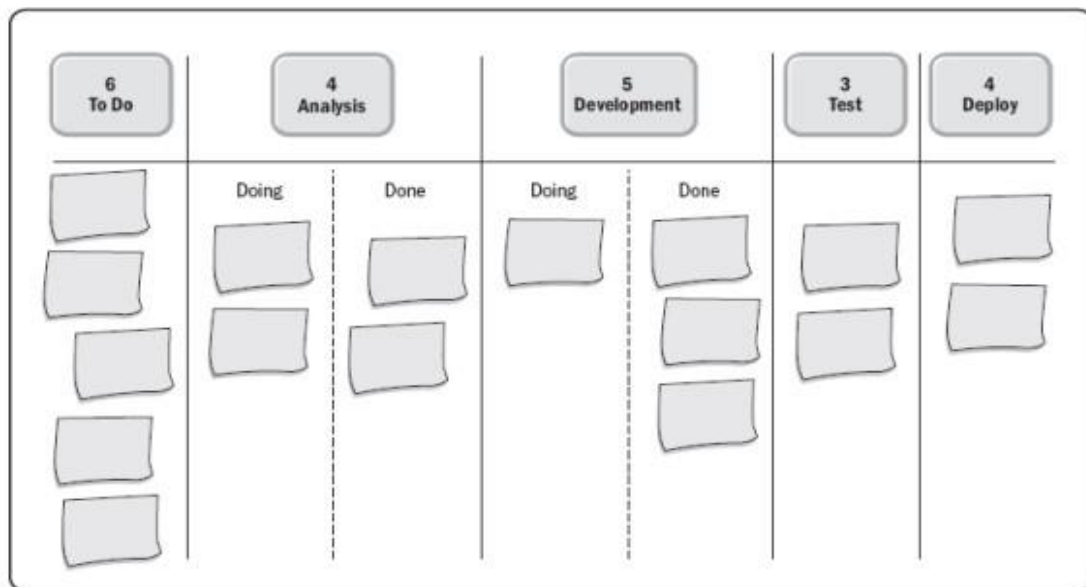 6
To Do
4
Analysis
5
Development
3
Test
4
Deploy
Doing
Done
Doing
Done